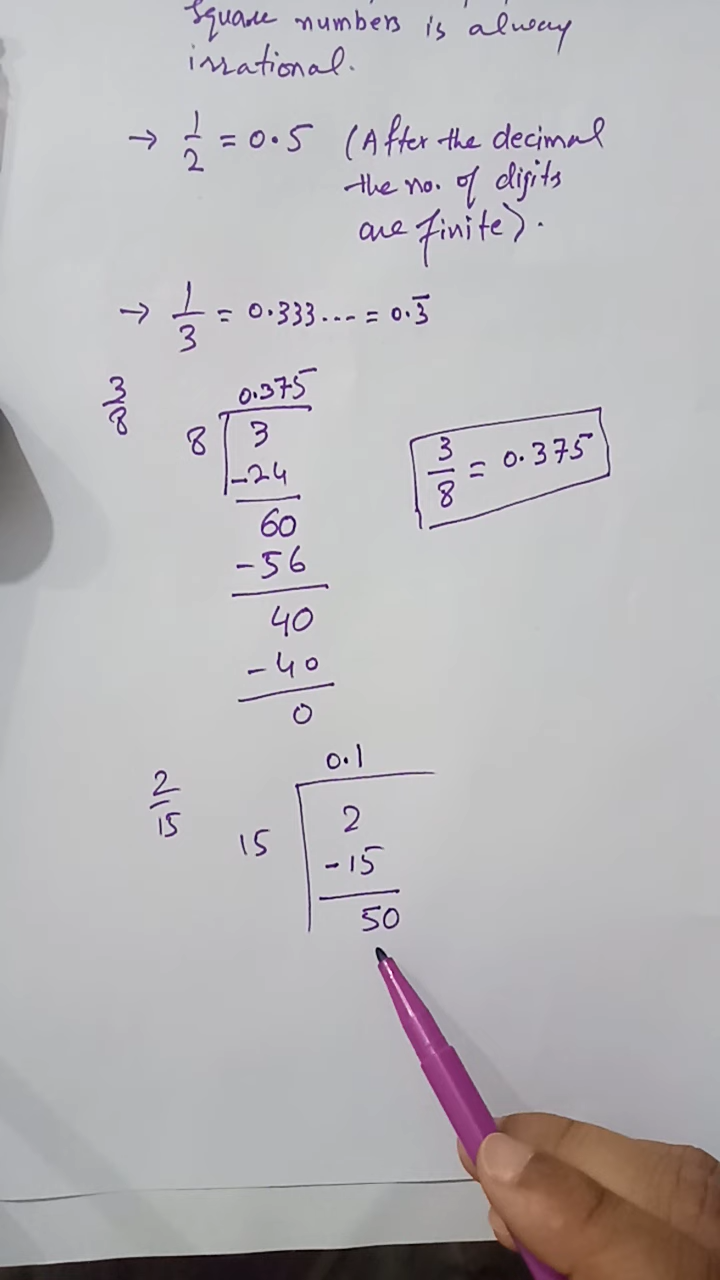 Square numbers is alway
irrational.
→ 1/2 = 0.5 (After the decimal
the no. of digits
are finite).
→ 1/3 = 0.333.... = 0.3̅
3/8
0.375
8 3
-24
60
-56
40
-40
0
3/8 = 0.375
2/15
0.1
15 2
-15
50